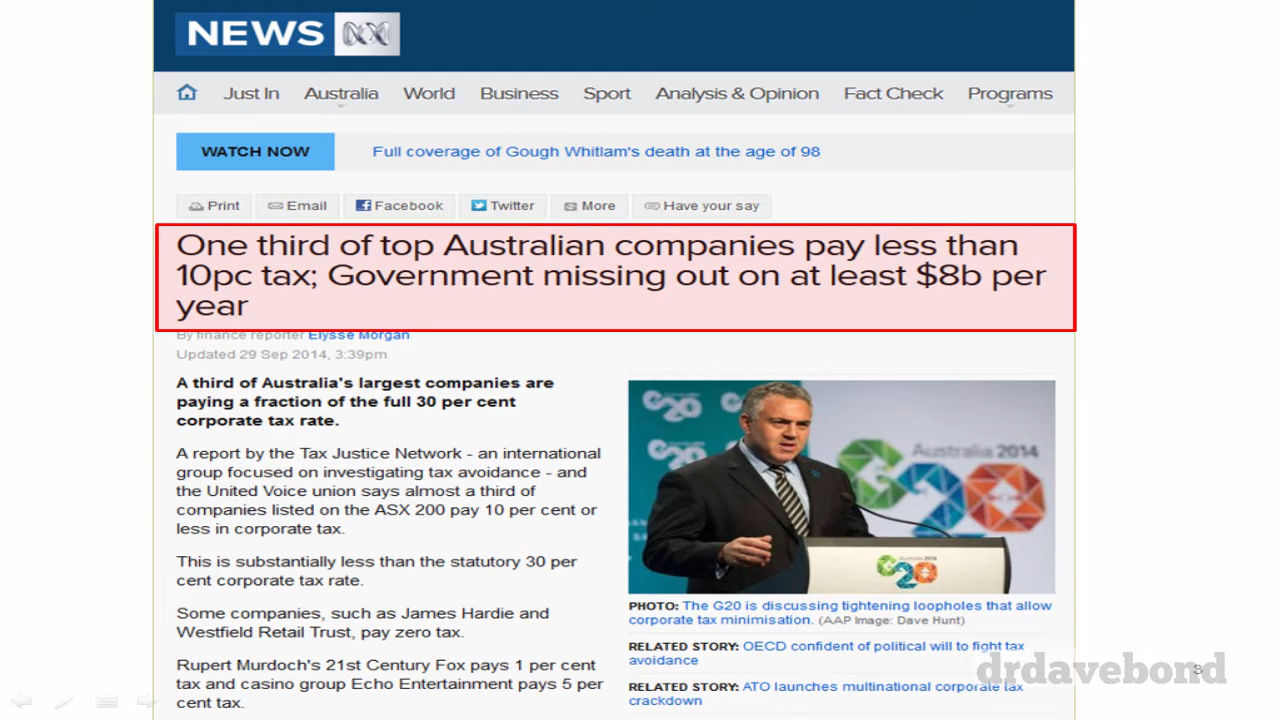 NEWS
Just In Australia World Business Sport Analysis & Opinion Fact Check Programs
WATCH NOW Full coverage of Gough Whitlam's death at the age of 98
Print Email Facebook Twitter More Have your say
One third of top Australian companies pay less than
10pc tax; Government missing out on at least $8b per
year
By finance reporter Elysse Morgan
Updated 29 Sep 2014, 3:39pm
A third of Australia's largest companies are
paying a fraction of the full 30 per cent
corporate tax rate.
A report by the Tax Justice Network - an international
group focused on investigating tax avoidance - and
the United Voice union says almost a third of
companies listed on the ASX 200 pay 10 per cent or
less in corporate tax.
This is substantially less than the statutory 30 per
cent corporate tax rate.
Some companies, such as James Hardie and
Westfield Retail Trust, pay zero tax.
Rupert Murdoch's 21st Century Fox pays 1 per cent
tax and casino group Echo Entertainment pays 5 per
cent tax.
G20
G20
Australia 2014
Australia 2014
G20
PHOTO: The G20 is discussing tightening loopholes that allow
corporate tax minimisation. (AAP Image: Dave Hunt)
RELATED STORY: OECD confident of political will to fight tax
avoidance
RELATED STORY: ATO launches multinational corporate tax
crackdown
drdavebond
3